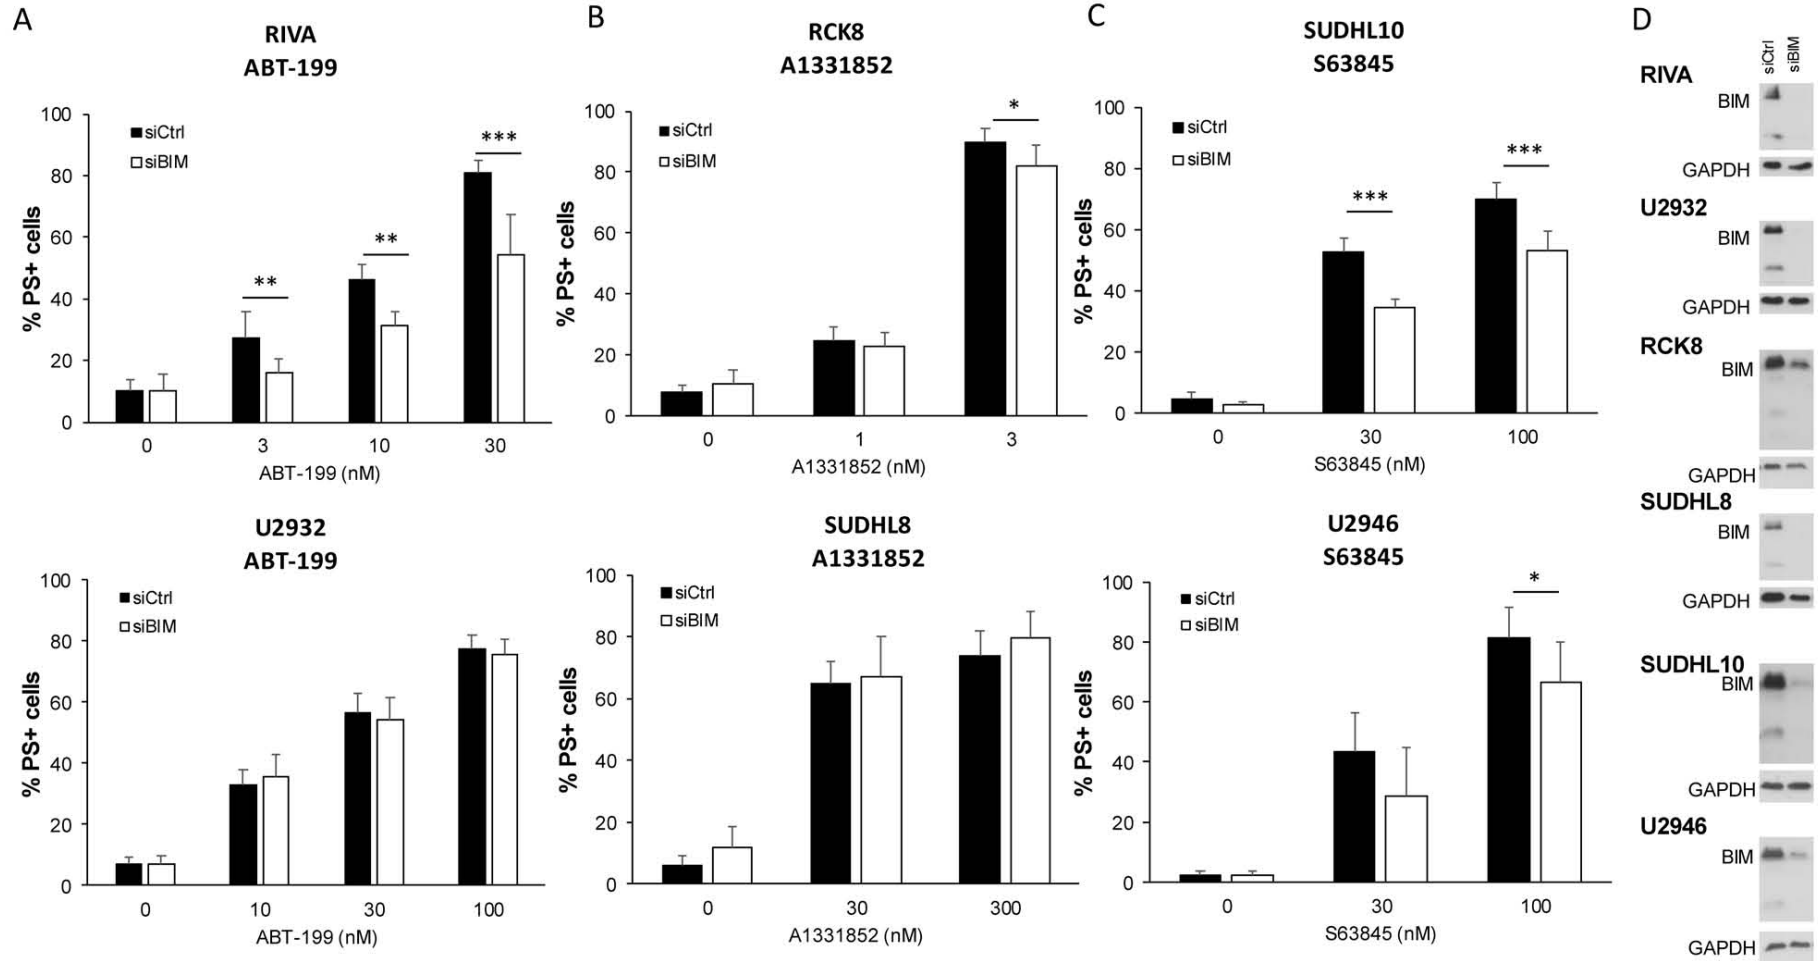 A
RIVA
ABT-199
siCtrl
siBIM
**
**
***
% PS+ cells
100
80
60
40
20
0
0 3 10 30
ABT-199 (nM)
U2932
ABT-199
siCtrl
siBIM
% PS+ cells
100
80
60
40
20
0
0 10 30 100
ABT-199 (nM)
B
RCK8
A1331852
siCtrl
siBIM
*
% PS+ cells
100
80
60
40
20
0
0 1 3
A1331852 (nM)
SUDHL8
A1331852
siCtrl
siBIM
% PS+ cells
100
80
60
40
20
0
0 30 300
A1331852 (nM)
C
SUDHL10
S63845
siCtrl
siBIM
***
***
% PS+ cells
100
80
60
40
20
0
0 30 100
S63845 (nM)
U2946
S63845
siCtrl
siBIM
*
% PS+ cells
100
80
60
40
20
0
0 30 100
S63845 (nM)
D
siCtrl
siBIM
RIVA
BIM
GAPDH
U2932
BIM
GAPDH
RCK8
BIM
GAPDH
SUDHL8
BIM
GAPDH
SUDHL10
BIM
GAPDH
U2946
BIM
GAPDH